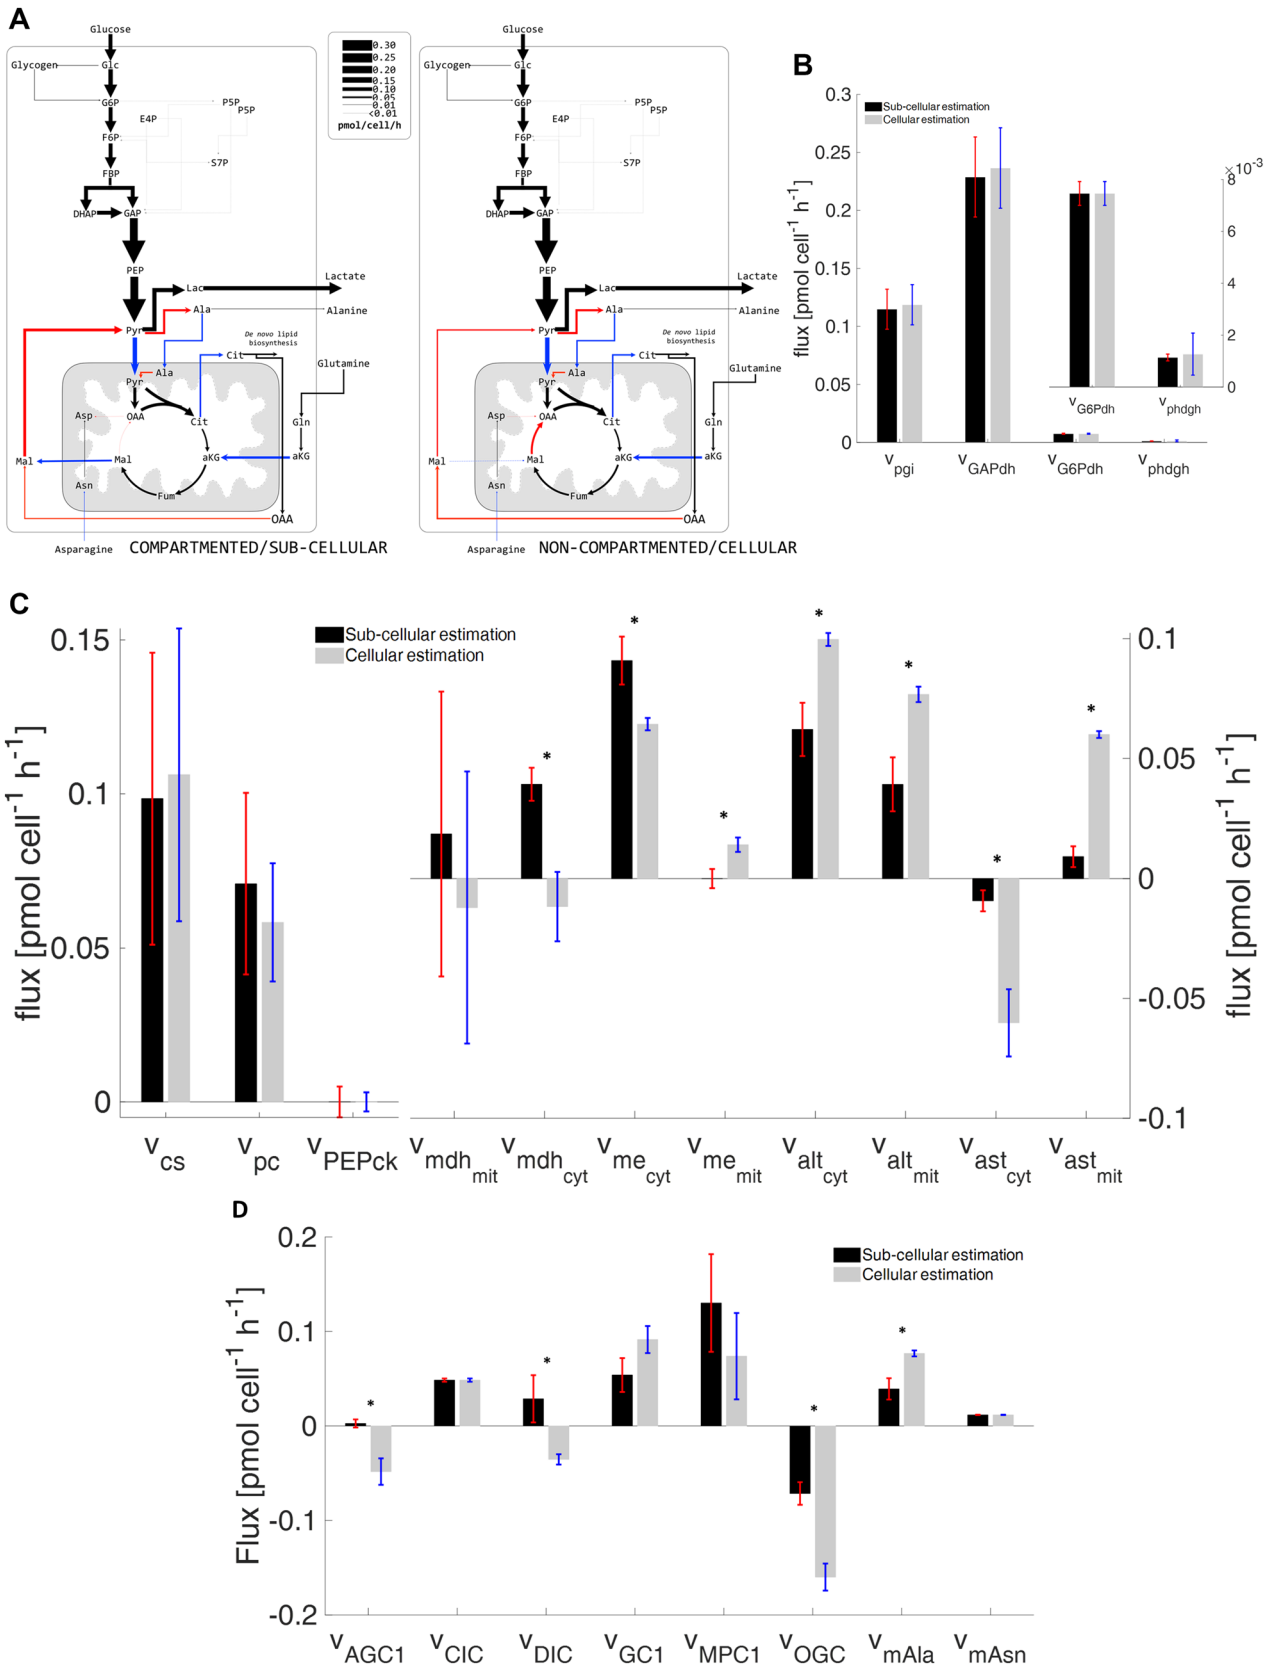 A
Glucose
Glycogen
Glc
G6P
P5P
P5P
E4P
F6P
S7P
FBP
DHAP
GAP
PEP
Lactate
Lac
Ala
Alanine
Pyr
De novo lipid
biosynthesis
Cit
Glutamine
Ala
Pyr
Asp
OAA
Cit
Gln
Mal
Mal
aKG
aKG
Asn
Fum
OAA
Asparagine
COMPARTMENTED/SUB-CELLULAR
0.30
0.25
0.20
0.15
0.10
0.05
0.01
<0.01
pmol/cell/h
Glucose
Glycogen
Glc
G6P
P5P
P5P
E4P
F6P
S7P
FBP
DHAP
GAP
PEP
Lactate
Lac
Ala
Alanine
Pyr
De novo lipid
biosynthesis
Cit
Glutamine
Ala
Pyr
Asp
OAA
Cit
Gln
Mal
Mal
aKG
aKG
Asn
Fum
OAA
Asparagine
NON-COMPARTMENTED/CELLULAR
B
Sub-cellular estimation
Cellular estimation
flux [pmol cell-1 h-1]
0.3
0.25
0.2
0.15
0.1
0.05
0
×10-3
8
6
4
2
0
vG6Pdh
vphdgh
vpgi
vGAPdh
vG6Pdh
vphdgh
C
Sub-cellular estimation
Cellular estimation
flux [pmol cell-1 h-1]
0.15
0.1
0.05
0
* * * * * * * *
0.1
0.05
0
-0.05
-0.1
flux [pmol cell-1 h-1]
vcs
vpc
vPEPck
vmdhmit
vmdhcyt
vmecyt
vmemit
valtcyt
valtmit
vastcyt
vastmit
D
Sub-cellular estimation
Cellular estimation
Flux [pmol cell-1 h-1]
0.2
0.1
0
-0.1
-0.2
* * * *
vAGC1
vCIC
vDIC
vGC1
vMPC1
vOGC
vmAla
vmAsn